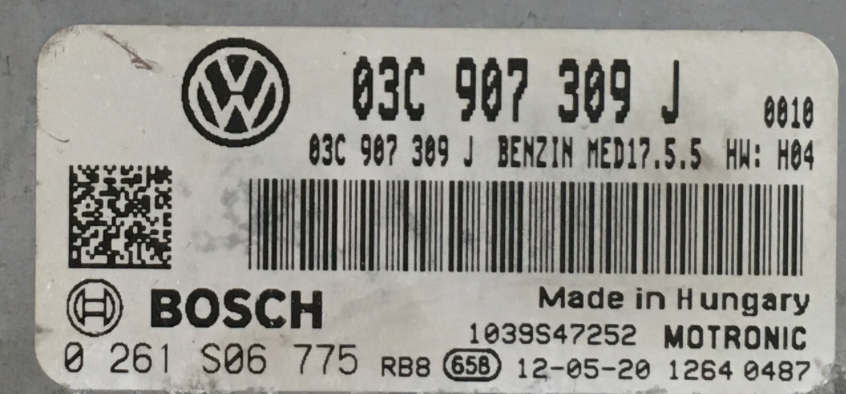 03C 907 309 J 0010
03C 907 309 J BENZIN MED17.5.5 HW: H04
BOSCH Made in Hungary
1039S47252 MOTRONIC
0 261 S06 775 RB8 658 12-05-20 1264 0487